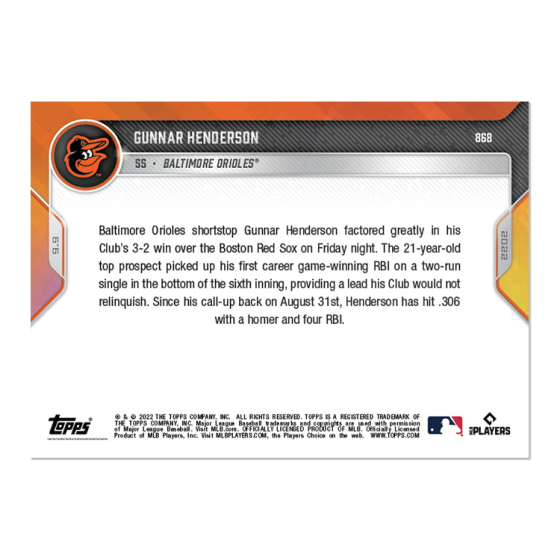 GUNNAR HENDERSON
868
SS • BALTIMORE ORIOLES®
9.9
2022
Baltimore Orioles shortstop Gunnar Henderson factored greatly in his
Club's 3-2 win over the Boston Red Sox on Friday night. The 21-year-old
top prospect picked up his first career game-winning RBI on a two-run
single in the bottom of the sixth inning, providing a lead his Club would not
relinquish. Since his call-up back on August 31st, Henderson has hit .306
with a homer and four RBI.
Topps®
® & © 2022 THE TOPPS COMPANY, INC. ALL RIGHTS RESERVED. TOPPS IS A REGISTERED TRADEMARK OF
THE TOPPS COMPANY, INC. Major League Baseball trademarks and copyrights are used with permission
of Major League Baseball. Visit MLB.com. OFFICIALLY LICENSED PRODUCT OF MLB. Officially Licensed
Product of MLB Players, Inc. Visit MLBPLAYERS.COM, the Players Choice on the web. WWW.TOPPS.COM
PLAYERS